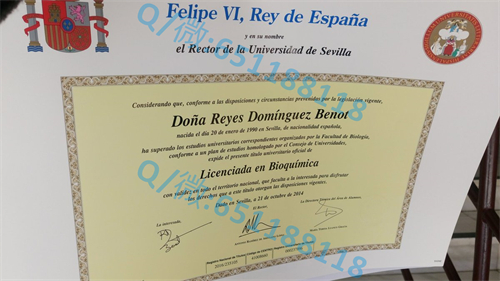 Felipe VI, Rey de España
y en su nombre
el Rector de la Universidad de Sevilla
Considerando que, conforme a las disposiciones y circunstancias prevenidas por la legislación vigente,
Doña Reyes Domínguez Benot
nacida el día 20 de enero de 1990 en Sevilla, de nacionalidad española,
ha superado los estudios universitarios correspondientes organizados por la Facultad de Biología,
conforme a un plan de estudios homologado por el Consejo de Universidades,
expide el presente título universitario oficial de
Licenciada en Bioquímica
con validez en todo el territorio nacional, que faculta a la interesada para disfrutar
los derechos que a este título otorgan las disposiciones vigentes.
Dado en Sevilla, a 21 de octubre de 2014
La interesada,
El Rector,
Q/微:651188118
Q/微:651188118
Q/微:651188118